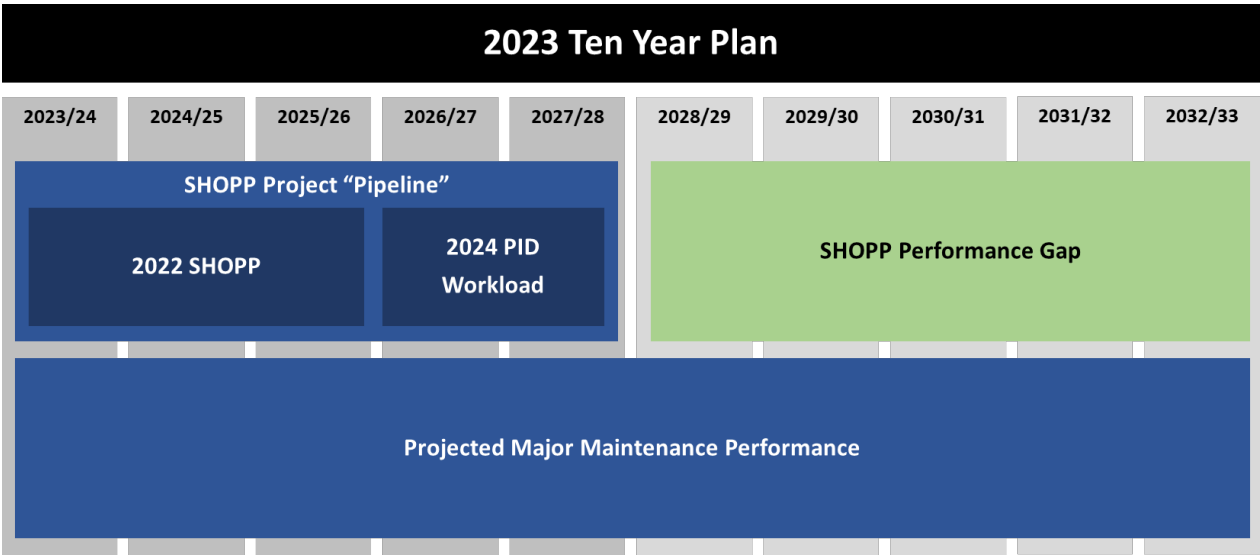 2023 Ten Year Plan
2023/24 2024/25 2025/26 2026/27 2027/28 2028/29 2029/30 2030/31 2031/32 2032/33
SHOPP Project “Pipeline”
2022 SHOPP
2024 PID
Workload
SHOPP Performance Gap
Projected Major Maintenance Performance